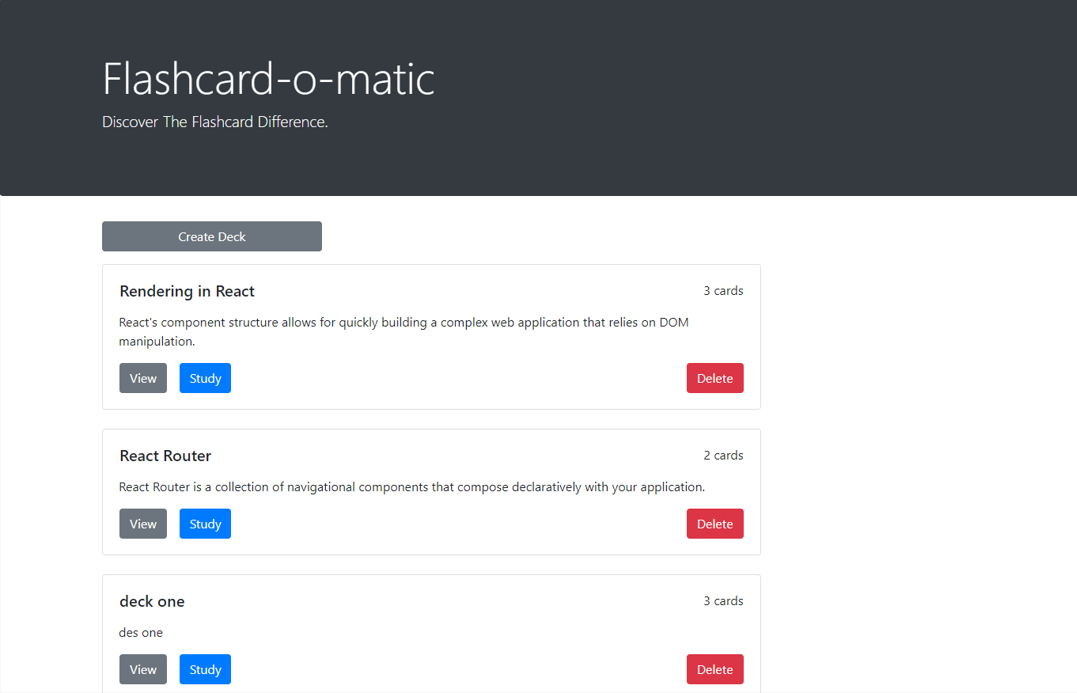 Flashcard-o-matic
Discover The Flashcard Difference.
Create Deck
Rendering in React
3 cards
React's component structure allows for quickly building a complex web application that relies on DOM
manipulation.
View Study Delete
React Router
2 cards
React Router is a collection of navigational components that compose declaratively with your application.
View Study Delete
deck one
3 cards
des one
View Study Delete